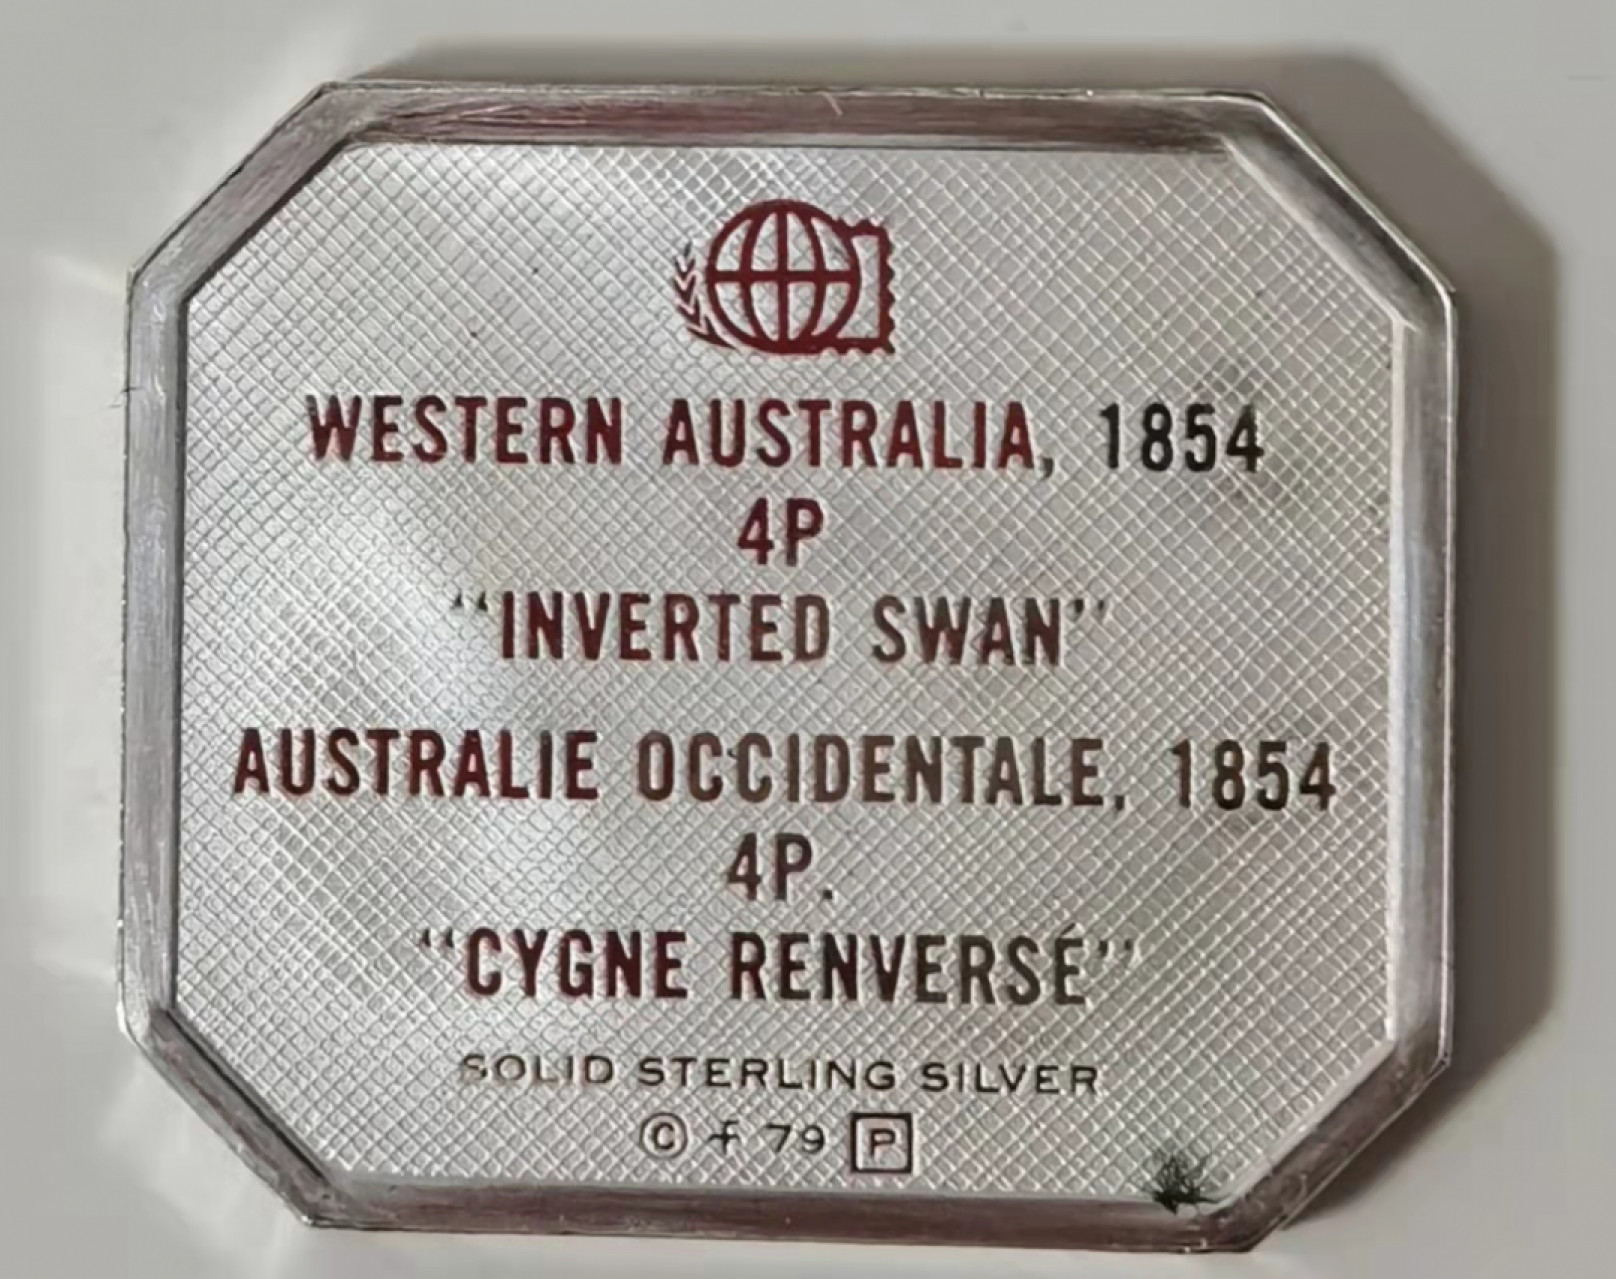 WESTERN AUSTRALIA, 1854
4P
“INVERTED SWAN”
AUSTRALIE OCCIDENTALE, 1854
4P.
“CYGNE RENVERSÉ”
SOLID STERLING SILVER
© f 79 P